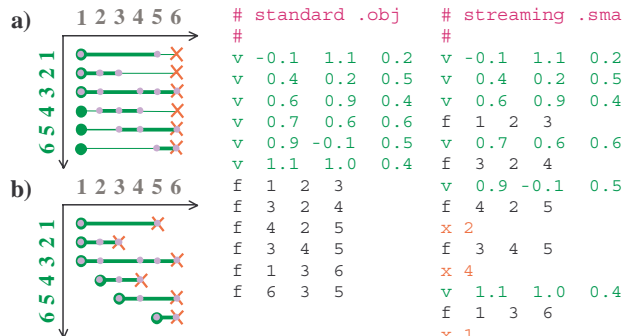 a)
1 2 3 4 5 6
1
2
3
4
5
6
b)
1 2 3 4 5 6
1
2
3
4
5
6
# standard .obj
#
v -0.1 1.1 0.2
v 0.4 0.2 0.5
v 0.6 0.9 0.4
v 0.7 0.6 0.6
v 0.9 -0.1 0.5
v 1.1 1.0 0.4
f 1 2 3
f 3 2 4
f 4 2 5
f 3 4 5
f 1 3 6
f 6 3 5
# streaming .sma
#
v -0.1 1.1 0.2
v 0.4 0.2 0.5
v 0.6 0.9 0.4
f 1 2 3
v 0.7 0.6 0.6
f 3 2 4
v 0.9 -0.1 0.5
f 4 2 5
x 2
f 3 4 5
x 4
v 1.1 1.0 0.4
f 1 3 6
x 1